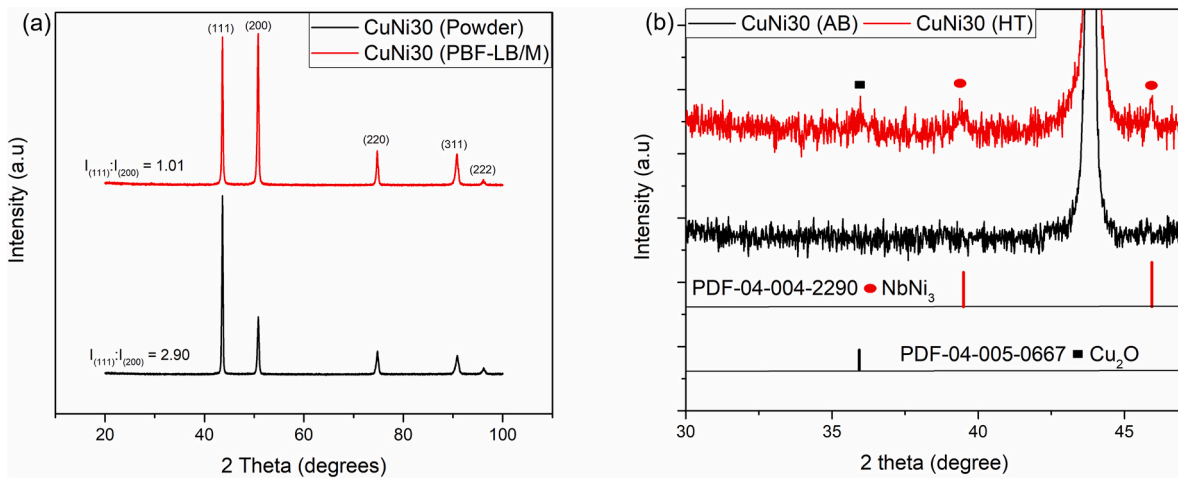 (a)
CuNi30 (Powder)
CuNi30 (PBF-LB/M)
(111)
(200)
(220)
(311)
(222)
I(111):I(200) = 1.01
I(111):I(200) = 2.90
Intensity (a.u)
20
40
60
80
100
2 Theta (degrees)
(b)
CuNi30 (AB)
CuNi30 (HT)
PDF-04-004-2290 ● NbNi₃
PDF-04-005-0667 ■ Cu₂O
Intensity (a.u)
30
35
40
45
2 theta (degree)